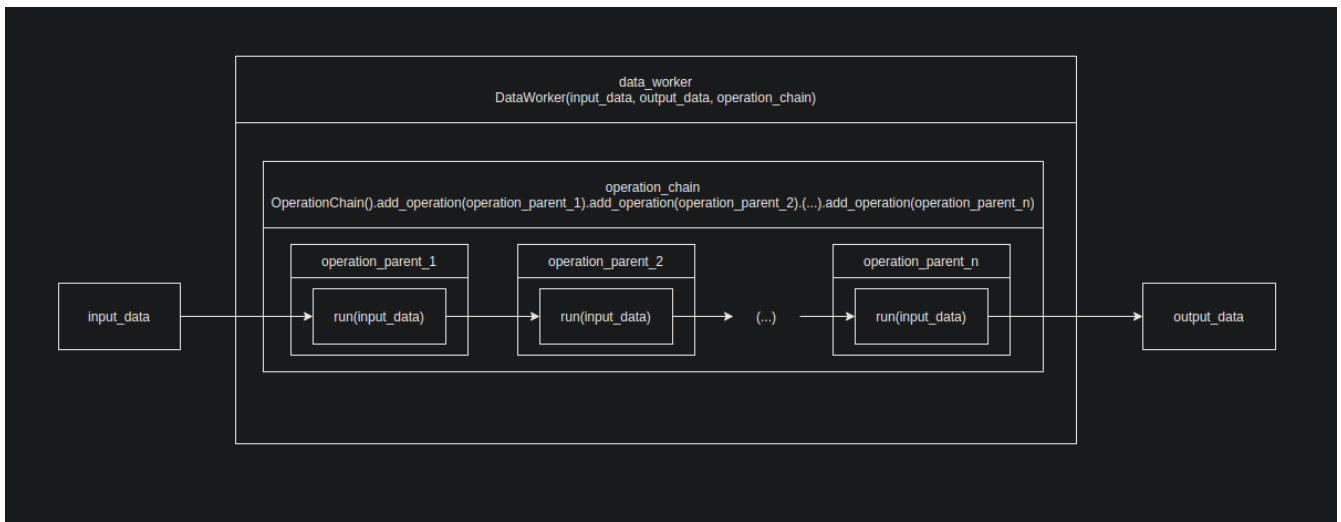 data_worker
DataWorker(input_data, output_data, operation_chain)
operation_chain
OperationChain().add_operation(operation_parent_1).add_operation(operation_parent_2).(...).add_operation(operation_parent_n)
operation_parent_1
operation_parent_2
operation_parent_n
input_data
run(input_data)
run(input_data)
(...)
run(input_data)
output_data